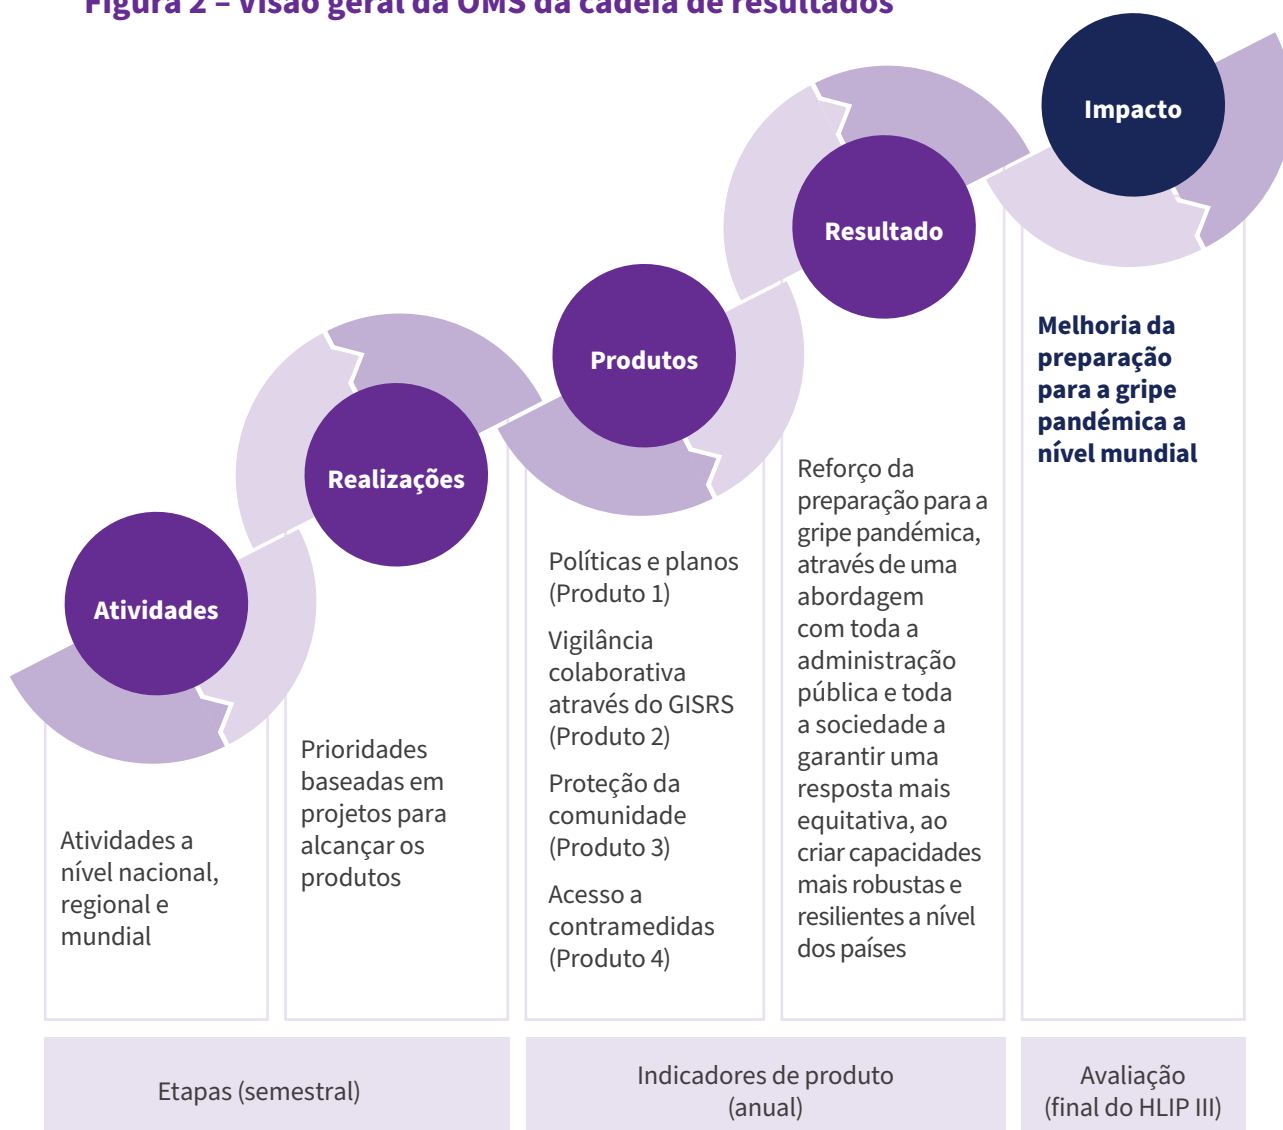 Figura 2 – Visão geral da OMS da cadeia de resultados
Impacto
Resultado
Produtos
Realizações
Atividades
Atividades a
nível nacional,
regional e
mundial
Prioridades
baseadas em
projetos para
alcançar os
produtos
Políticas e planos
(Produto 1)
Vigilância
colaborativa
através do GISRS
(Produto 2)
Proteção da
comunidade
(Produto 3)
Acesso a
contramedidas
(Produto 4)
Reforço da
preparação para a
gripe pandémica,
através de uma
abordagem
com toda a
administração
pública e toda
a sociedade a
garantir uma
resposta mais
equitativa, ao
criar capacidades
mais robustas e
resilientes a nível
dos países
Melhoria da
preparação
para a gripe
pandémica a
nível mundial
Etapas (semestral)
Indicadores de produto
(anual)
Avaliação
(final do HLIP III)